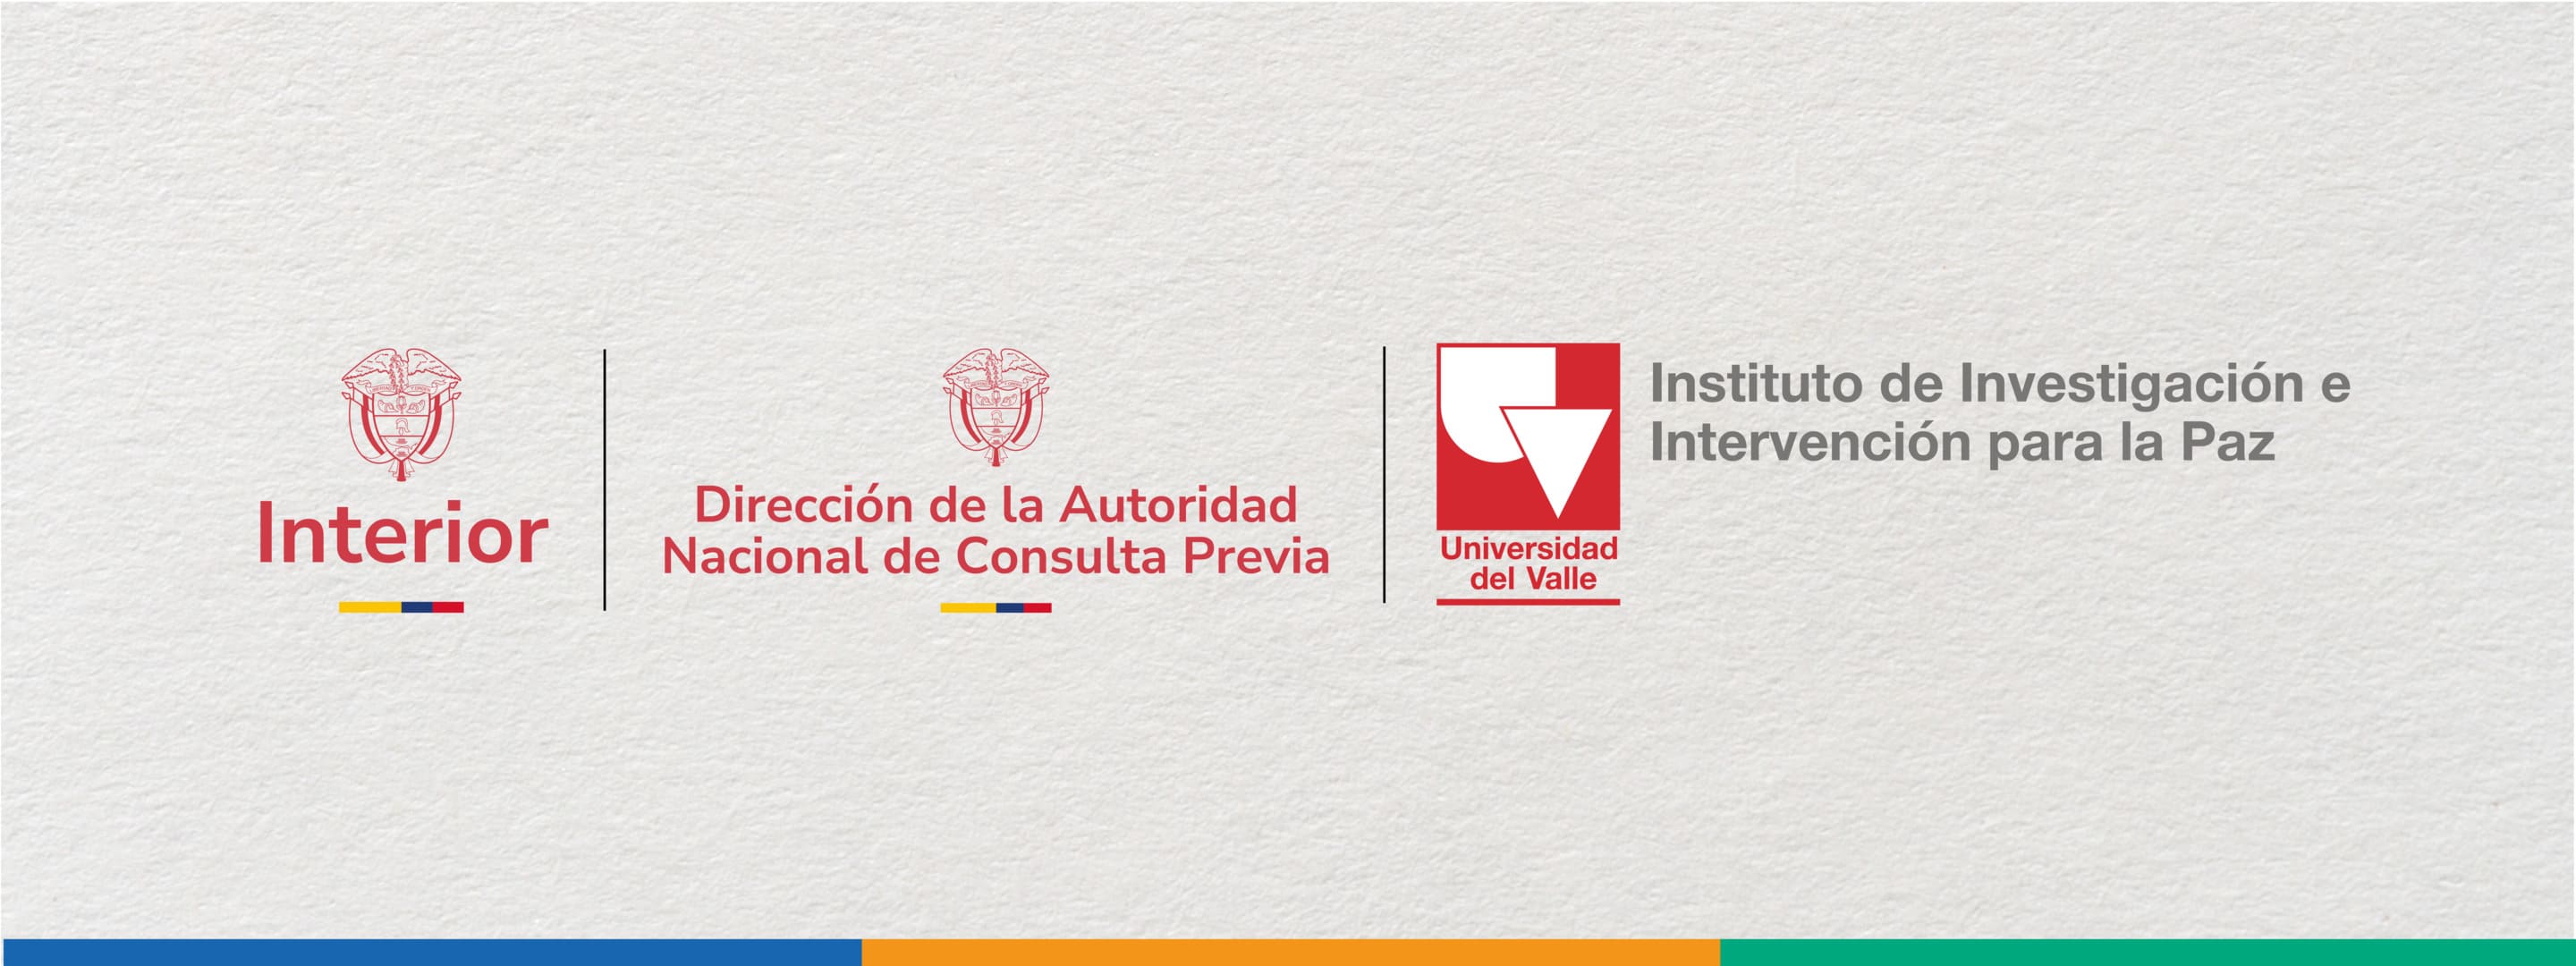 Interior
Dirección de la Autoridad
Nacional de Consulta Previa
Universidad
del Valle
Instituto de Investigación e
Intervención para la Paz